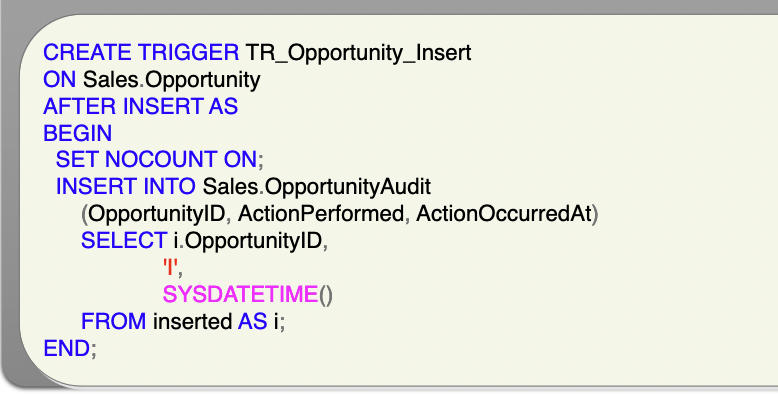 CREATE TRIGGER TR_Opportunity_Insert
ON Sales.Opportunity
AFTER INSERT AS
BEGIN
SET NOCOUNT ON;
INSERT INTO Sales.OpportunityAudit
(OpportunityID, ActionPerformed, ActionOccurredAt)
SELECT i.OpportunityID,
'I',
SYSDATETIME()
FROM inserted AS i;
END;